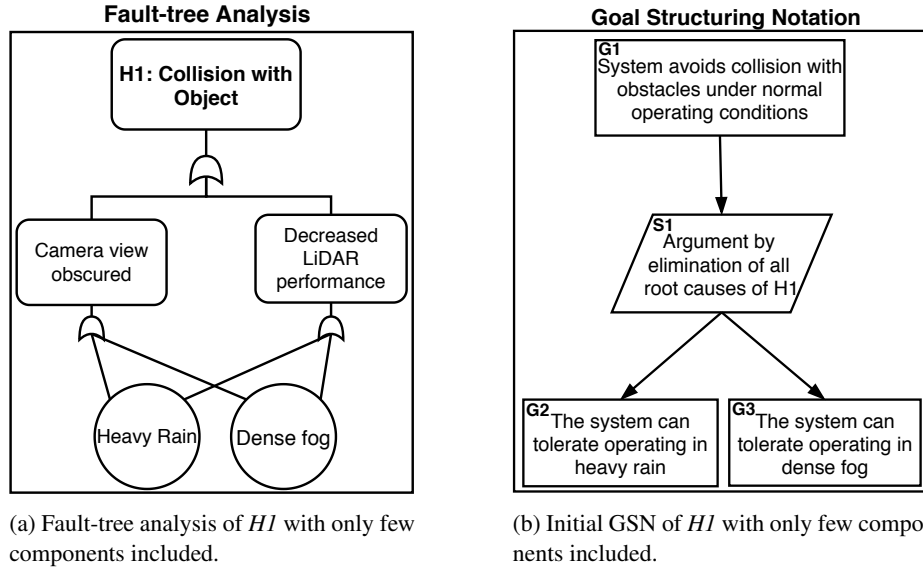 Fault-tree Analysis
H1: Collision with
Object
Camera view
obscured
Decreased
LiDAR
performance
Heavy Rain
Dense fog
(a) Fault-tree analysis of H1 with only few
components included.
Goal Structuring Notation
G1
System avoids collision with
obstacles under normal
operating conditions
S1
Argument by
elimination of all
root causes of H1
G2
The system can
tolerate operating in
heavy rain
G3
The system can
tolerate operating in
dense fog
(b) Initial GSN of H1 with only few compo
nents included.